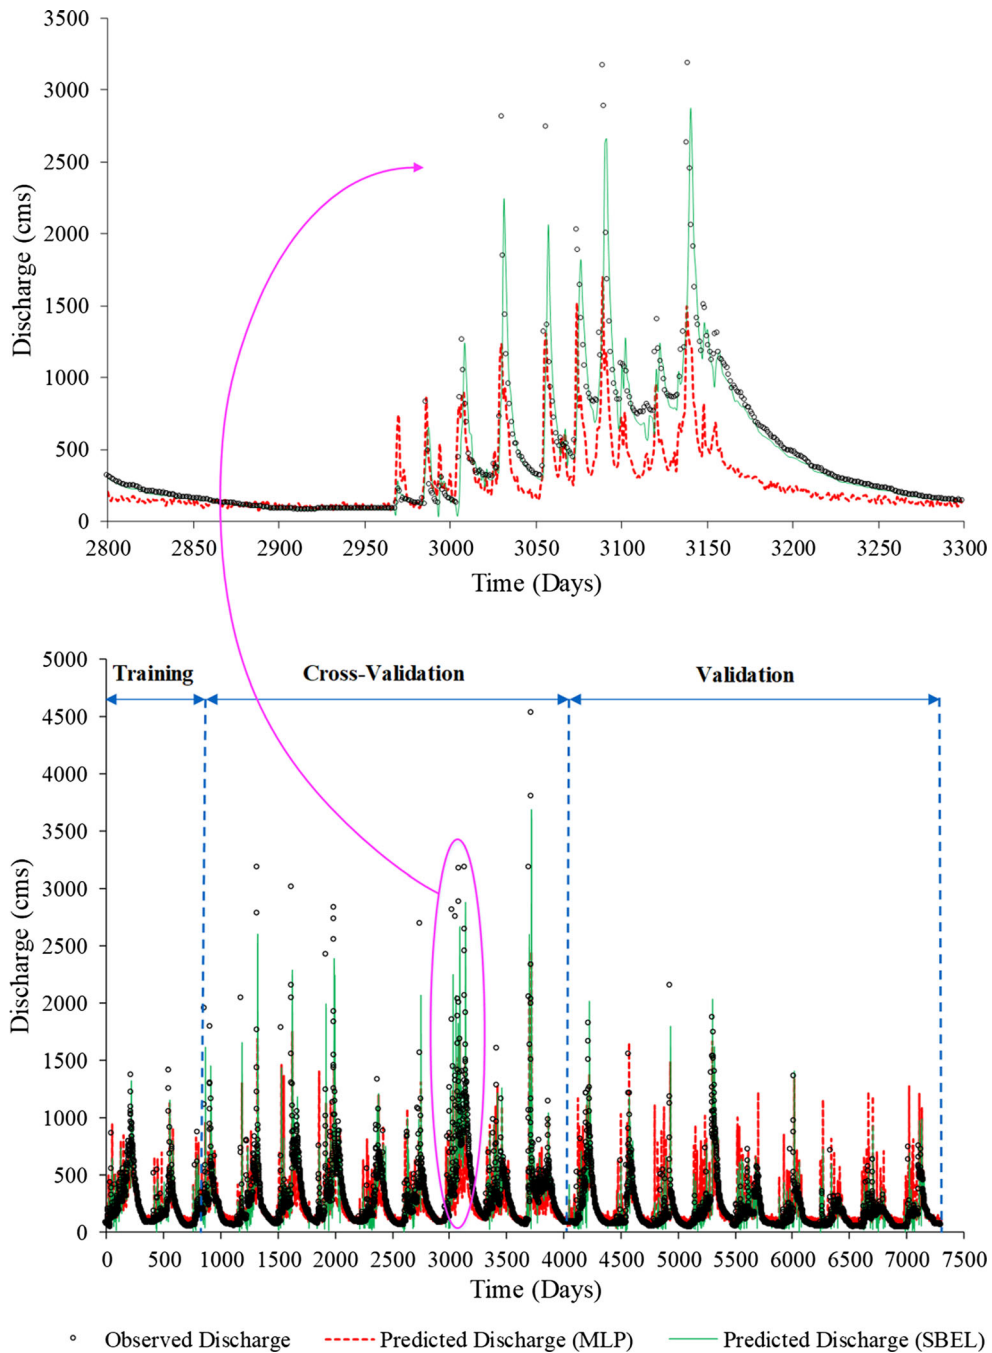 3500
3000
2500
2000
1500
1000
500
0
Discharge (cms)
2800 2850 2900 2950 3000 3050 3100 3150 3200 3250 3300
Time (Days)
5000
4500
4000
3500
3000
2500
2000
1500
1000
500
0
Discharge (cms)
Training Cross-Validation Validation
0 500 1000 1500 2000 2500 3000 3500 4000 4500 5000 5500 6000 6500 7000 7500
Time (Days)
Observed Discharge Predicted Discharge (MLP) Predicted Discharge (SBEL)